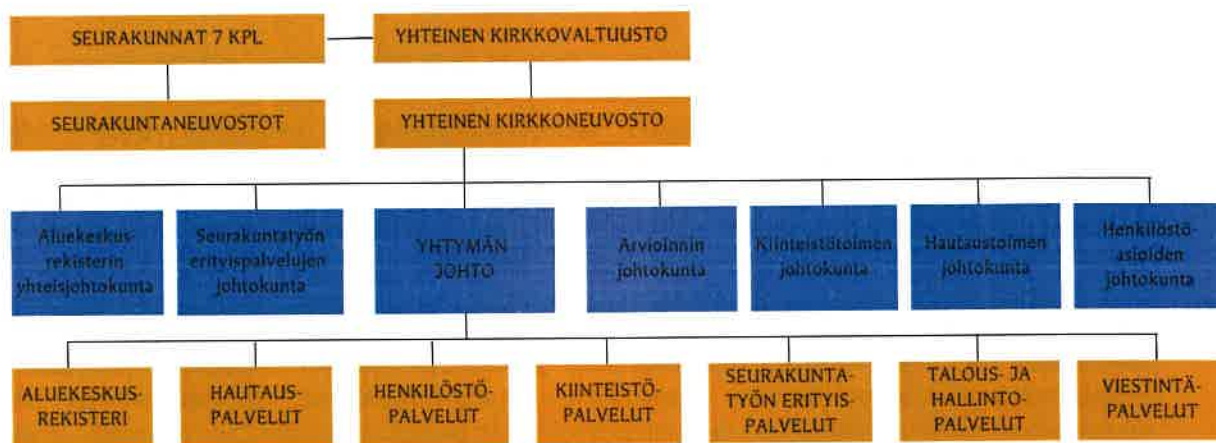 SEURAKUNNAT 7 KPL
YHTEINEN KIRKKOVALTUUSTO
SEURAKUNTANEUVOSTOT
YHTEINEN KIRKKONEUVOSTO
Aluekeskus-
rekisterin
yhteisjohtokunta
Seurakuntatyön
erityispalvelujen
johtokunta
YHTYMÄN
JOHTO
Arvioinnin
johtokunta
Kiinteistötoimen
johtokunta
Hautaustoimen
johtokunta
Henkilöstö-
asioiden
johtokunta
ALUEKESKUS-
REKISTERI
HAUTAUS-
PALVELUT
HENKILÖSTÖ-
PALVELUT
KIINTEISTÖ-
PALVELUT
SEURAKUNTA-
TYÖN ERITYIS-
PALVELUT
TALOUS- JA
HALLINTO-
PALVELUT
VIESTINTÄ-
PALVELUT